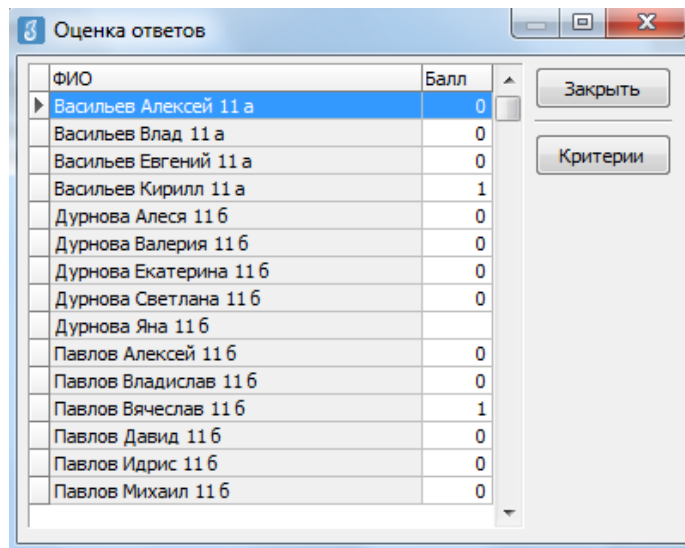 Оценка ответов
ФИО Балл
Закрыть
Васильев Алексей 11 а 0
Васильев Влад 11 а 0
Критерии
Васильев Евгений 11 а 0
Васильев Кирилл 11 а 1
Дурнова Алеся 11 б 0
Дурнова Валерия 11 б 0
Дурнова Екатерина 11 б 0
Дурнова Светлана 11 б 0
Дурнова Яна 11 б
Павлов Алексей 11 б 0
Павлов Владислав 11 б 0
Павлов Вячеслав 11 б 1
Павлов Давид 11 б 0
Павлов Идрис 11 б 0
Павлов Михаил 11 б 0